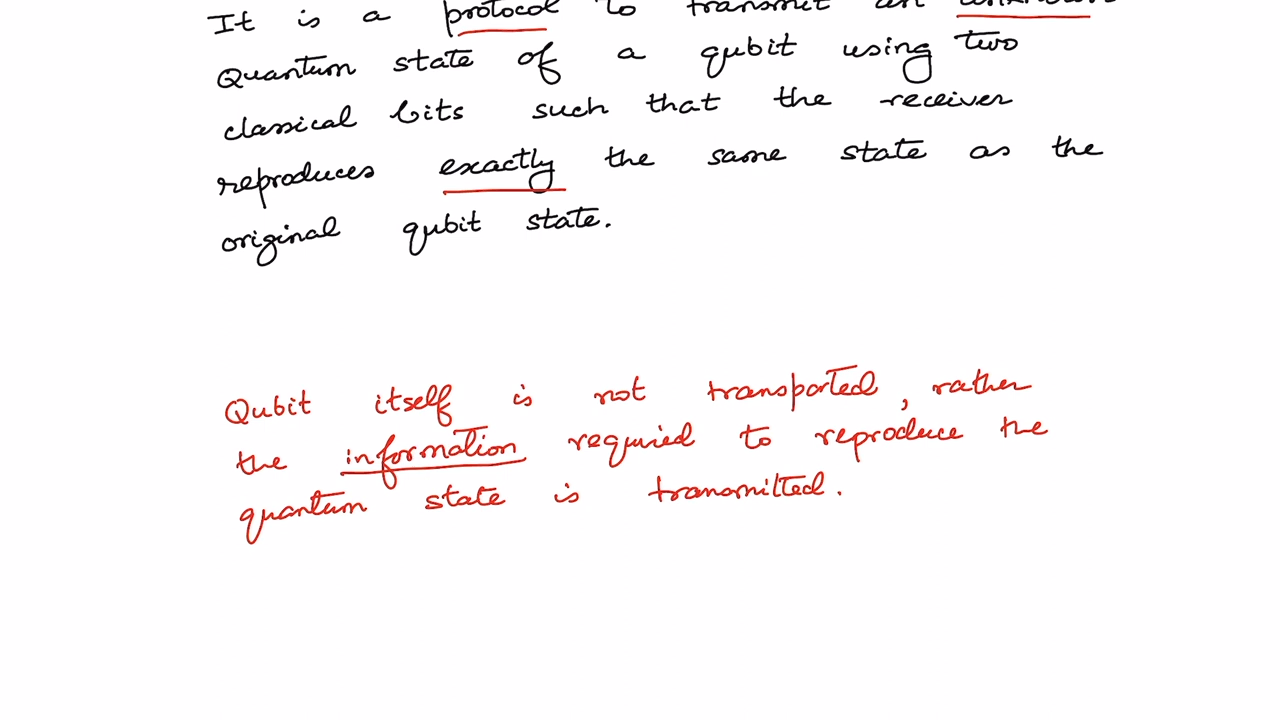 It is a protocol to transmit an unknown
Quantum state of a qubit using two
classical bits such that the receiver
reproduces exactly the same state as the
original qubit state.
Qubit itself is not transported, rather
the information required to reproduce the
quantum state is transmitted.